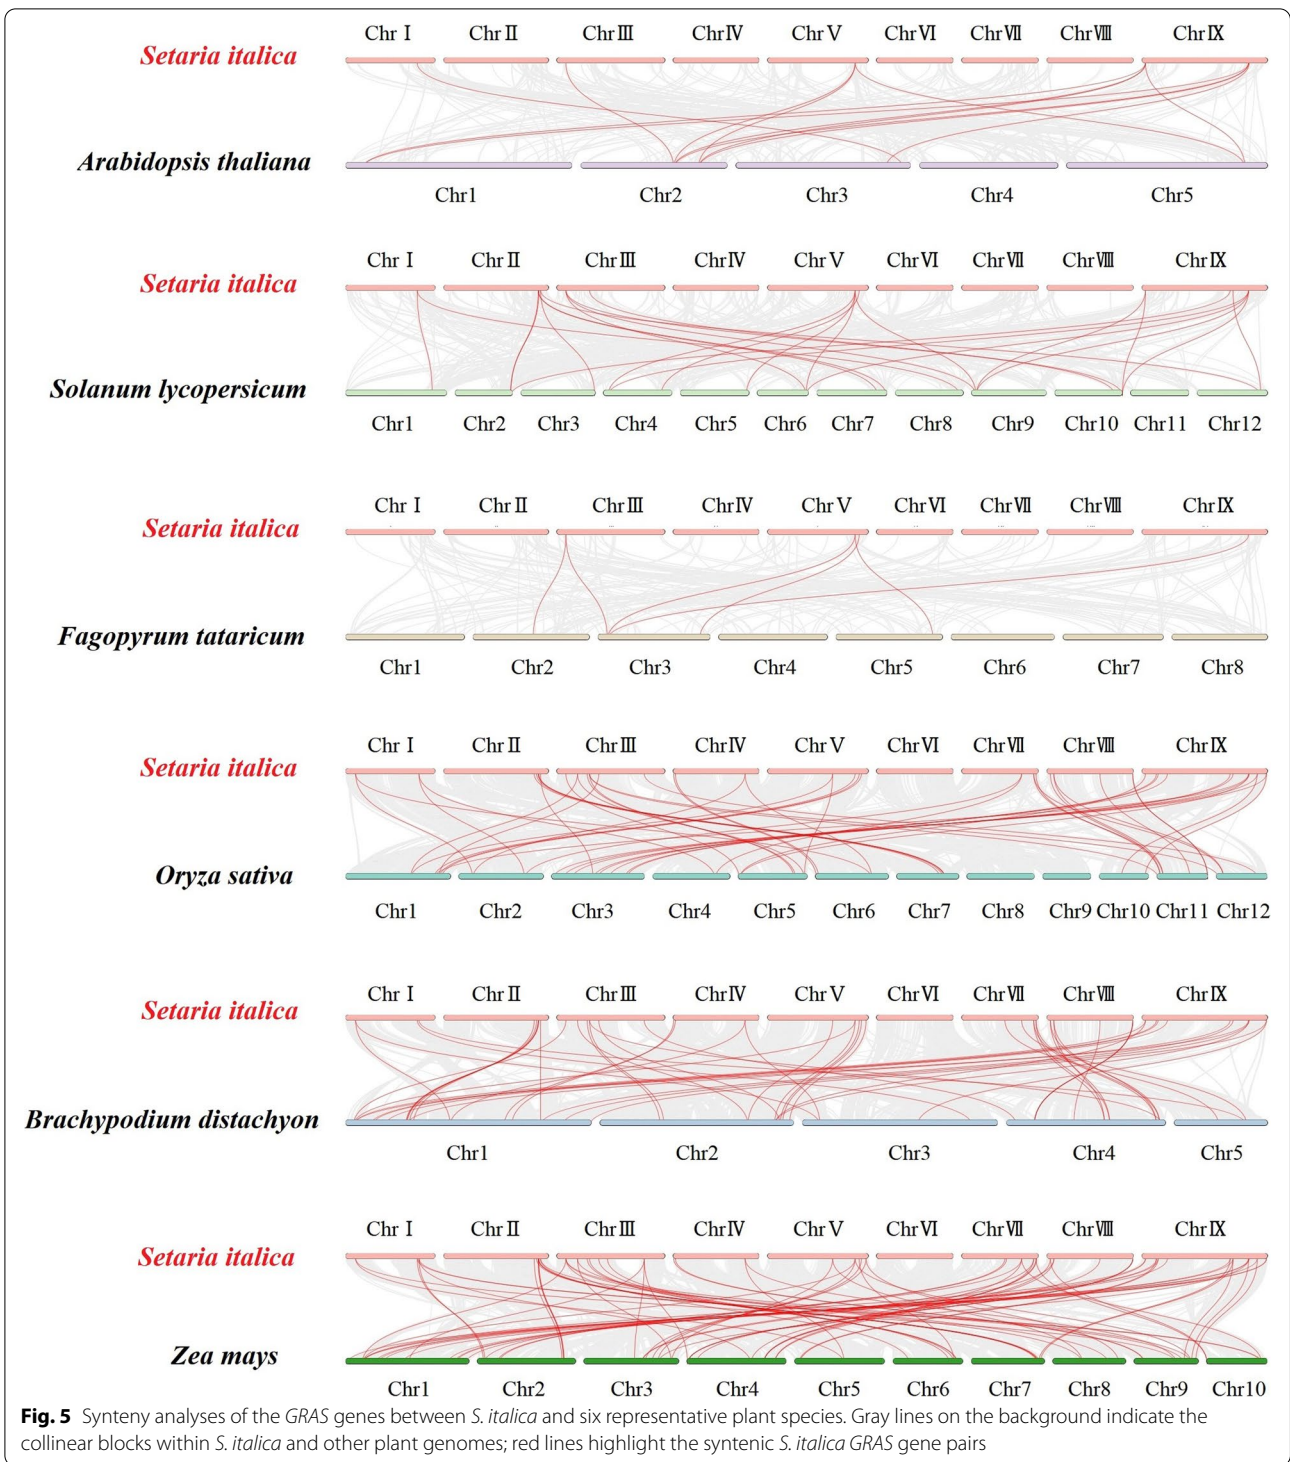 Chr Ⅰ Chr Ⅱ Chr Ⅲ Chr Ⅳ Chr Ⅴ Chr Ⅵ Chr Ⅶ Chr Ⅷ Chr Ⅸ
Setaria italica
Arabidopsis thaliana
Chr1 Chr2 Chr3 Chr4 Chr5
Chr Ⅰ Chr Ⅱ Chr Ⅲ Chr Ⅳ Chr Ⅴ Chr Ⅵ Chr Ⅶ Chr Ⅷ Chr Ⅸ
Setaria italica
Solanum lycopersicum
Chr1 Chr2 Chr3 Chr4 Chr5 Chr6 Chr7 Chr8 Chr9 Chr10 Chr11 Chr12
Chr Ⅰ Chr Ⅱ Chr Ⅲ Chr Ⅳ Chr Ⅴ Chr Ⅵ Chr Ⅶ Chr Ⅷ Chr Ⅸ
Setaria italica
Fagopyrum tataricum
Chr1 Chr2 Chr3 Chr4 Chr5 Chr6 Chr7 Chr8
Chr Ⅰ Chr Ⅱ Chr Ⅲ Chr Ⅳ Chr Ⅴ Chr Ⅵ Chr Ⅶ Chr Ⅷ Chr Ⅸ
Setaria italica
Oryza sativa
Chr1 Chr2 Chr3 Chr4 Chr5 Chr6 Chr7 Chr8 Chr9 Chr10 Chr11 Chr12
Chr Ⅰ Chr Ⅱ Chr Ⅲ Chr Ⅳ Chr Ⅴ Chr Ⅵ Chr Ⅶ Chr Ⅷ Chr Ⅸ
Setaria italica
Brachypodium distachyon
Chr1 Chr2 Chr3 Chr4 Chr5
Chr Ⅰ Chr Ⅱ Chr Ⅲ Chr Ⅳ Chr Ⅴ Chr Ⅵ Chr Ⅶ Chr Ⅷ Chr Ⅸ
Setaria italica
Zea mays
Chr1 Chr2 Chr3 Chr4 Chr5 Chr6 Chr7 Chr8 Chr9 Chr10
Fig. 5 Synteny analyses of the GRAS genes between S. italica and six representative plant species. Gray lines on the background indicate the
collinear blocks within S. italica and other plant genomes; red lines highlight the syntenic S. italica GRAS gene pairs